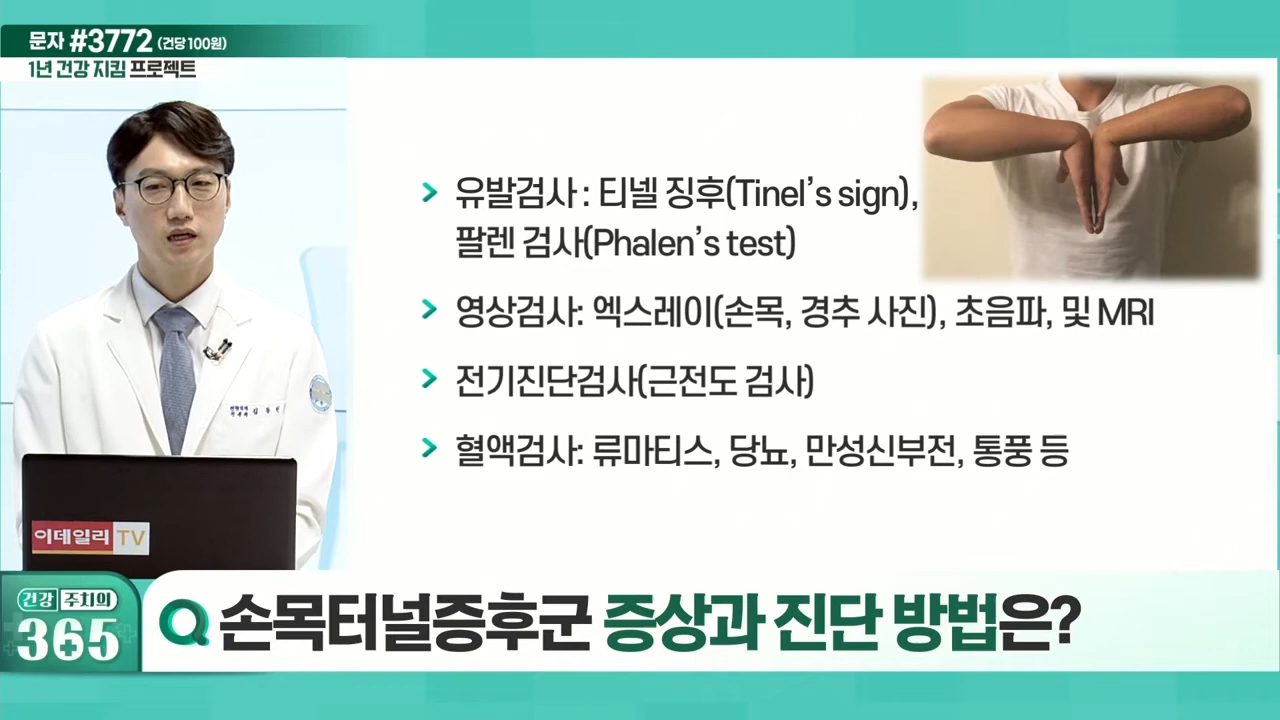 문자 #3772 (건당 100원)
1년 건강 지킴 프로젝트
> 유발검사 : 티넬 징후(Tinel's sign),
팔렌 검사(Phalen's test)
> 영상검사: 엑스레이(손목, 경추 사진), 초음파, 및 MRI
> 전기진단검사(근전도 검사)
> 혈액검사: 류마티스, 당뇨, 만성신부전, 통풍 등
이데일리 TV
건강 주치의
365
Q 손목터널증후군 증상과 진단 방법은?